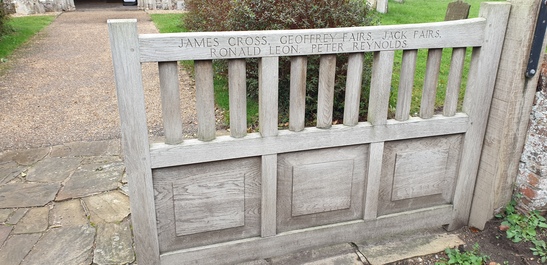 JAMES CROSS, GEOFFREY FAIRS, JACK FAIRS,
RONALD LEON, PETER REYNOLDS.